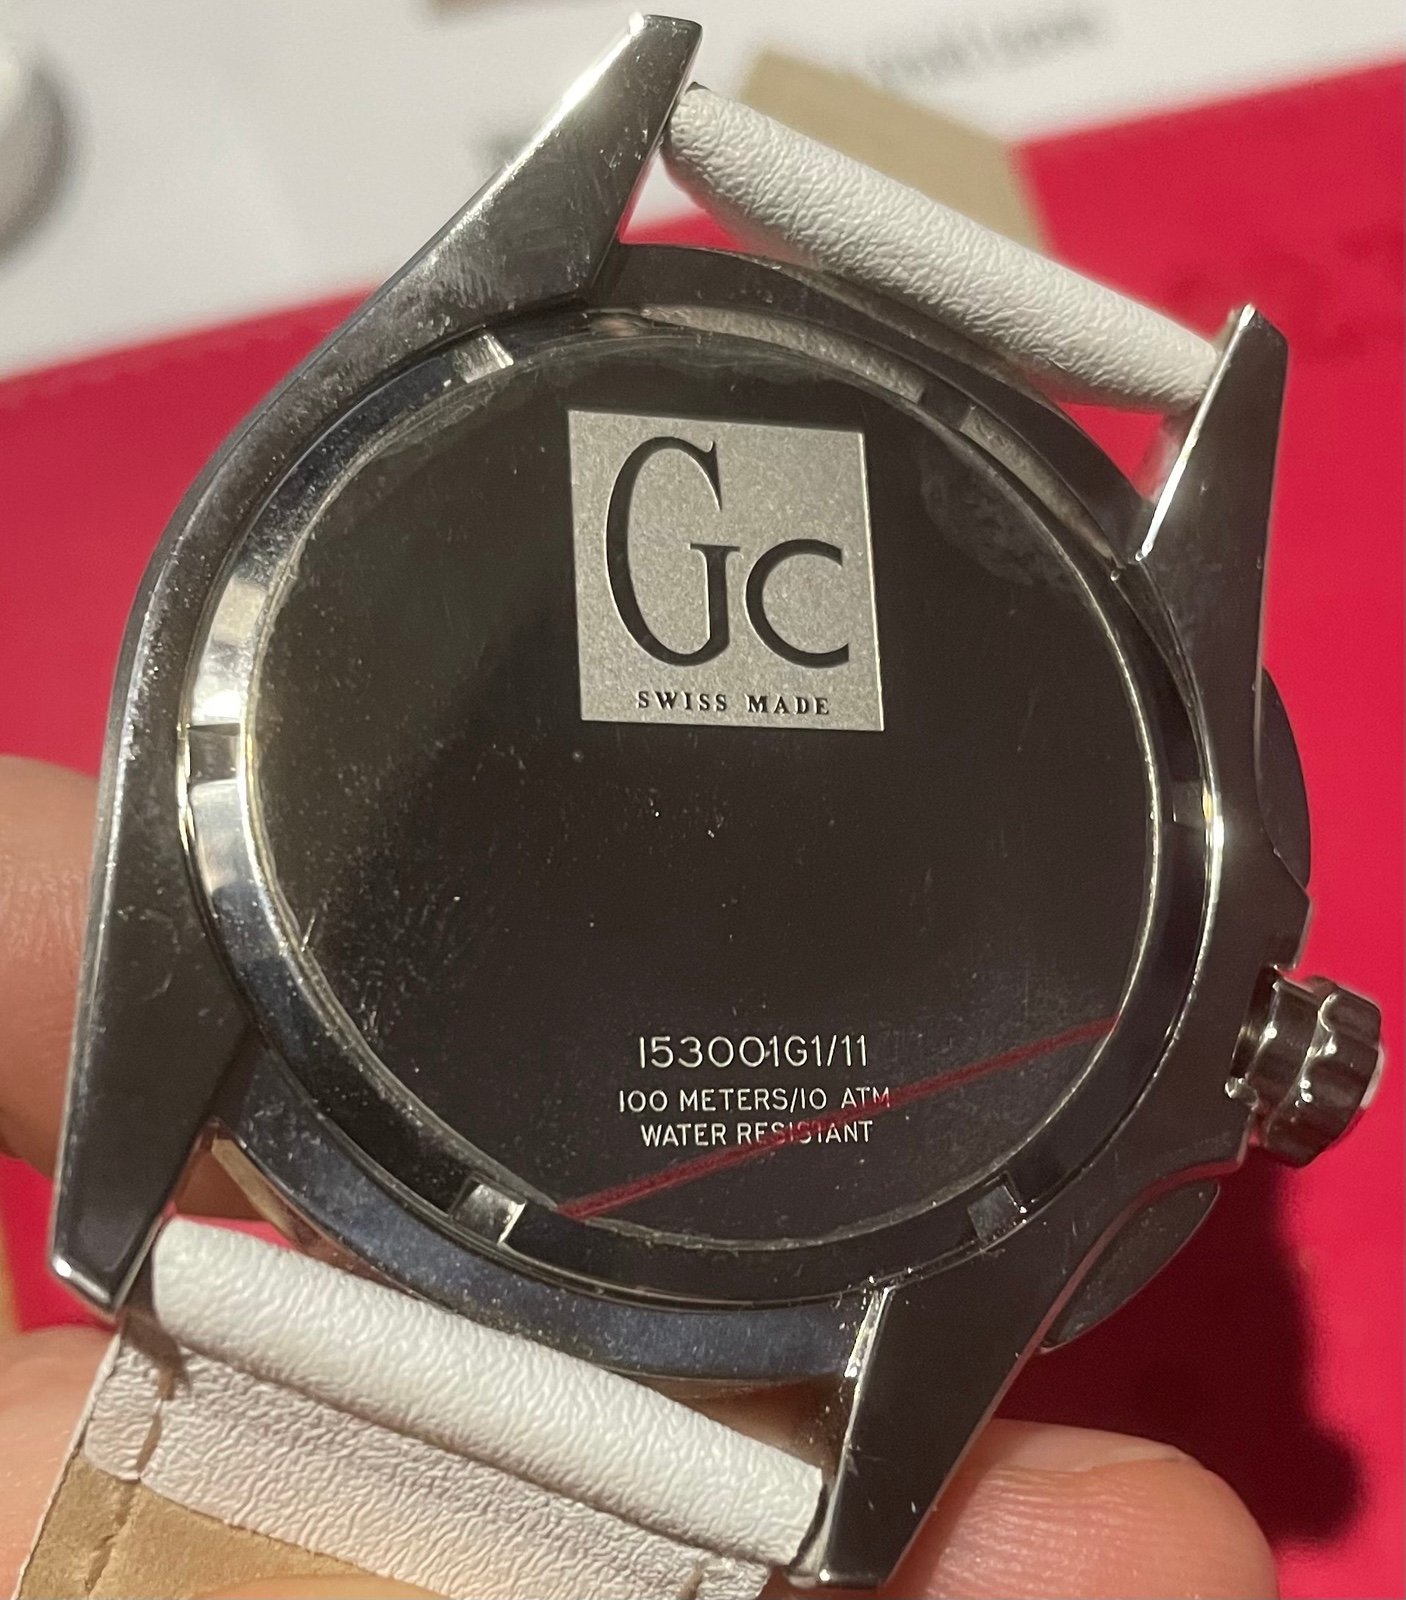 Gc
SWISS MADE
I53001G1/11
100 METERS/10 ATM
WATER RESISTANT